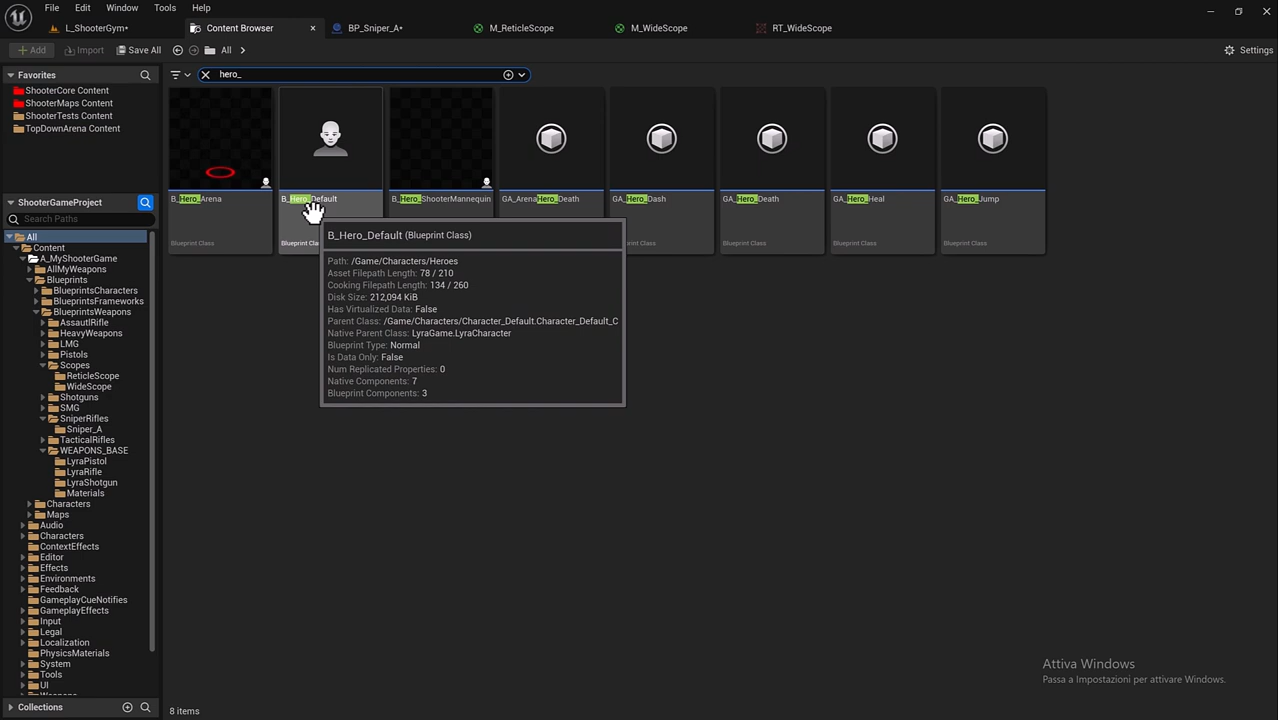 File Edit Window Tools Help
L_ShooterGym*
Content Browser
BP_Sniper_A*
M_ReticleScope
M_WideScope
RT_WideScope
Add
Import
Save All
All
Settings
Favorites
ShooterCore Content
ShooterMaps Content
ShooterTests Content
TopDownArena Content
ShooterGameProject
Search Paths
All
Content
A_MyShooterGame
AllMyWeapons
Blueprints
BlueprintsCharacters
BlueprintsFrameworks
BlueprintsWeapons
AssautlRifle
HeavyWeapons
LMG
Pistols
Scopes
ReticleScope
WideScope
Shotguns
SMG
SniperRifles
Sniper_A
TacticalRifles
WEAPONS_BASE
LyraPistol
LyraRifle
LyraShotgun
Materials
Characters
Maps
Audio
Characters
ContextEffects
Editor
Effects
Environments
Feedback
GameplayCueNotifies
GameplayEffects
Input
Legal
Localization
PhysicsMaterials
System
Tools
UI
Collections
hero_
B_Hero_Arena
Blueprint Class
B_Hero_Default
B_Hero_ShooterMannequin
GA_ArenaHero_Death
GA_Hero_Dash
Blueprint Class
GA_Hero_Death
Blueprint Class
GA_Hero_Heal
Blueprint Class
GA_Hero_Jump
Blueprint Class
B_Hero_Default (Blueprint Class)
Path: /Game/Characters/Heroes
Asset Filepath Length: 78 / 210
Cooking Filepath Length: 134 / 260
Disk Size: 212,094 KiB
Has Virtualized Data: False
Parent Class: /Game/Characters/Character_Default.Character_Default_C
Native Parent Class: LyraGame.LyraCharacter
Blueprint Type: Normal
Is Data Only: False
Num Replicated Properties: 0
Native Components: 7
Blueprint Components: 3
Attiva Windows
Passa a Impostazioni per attivare Windows.
8 items